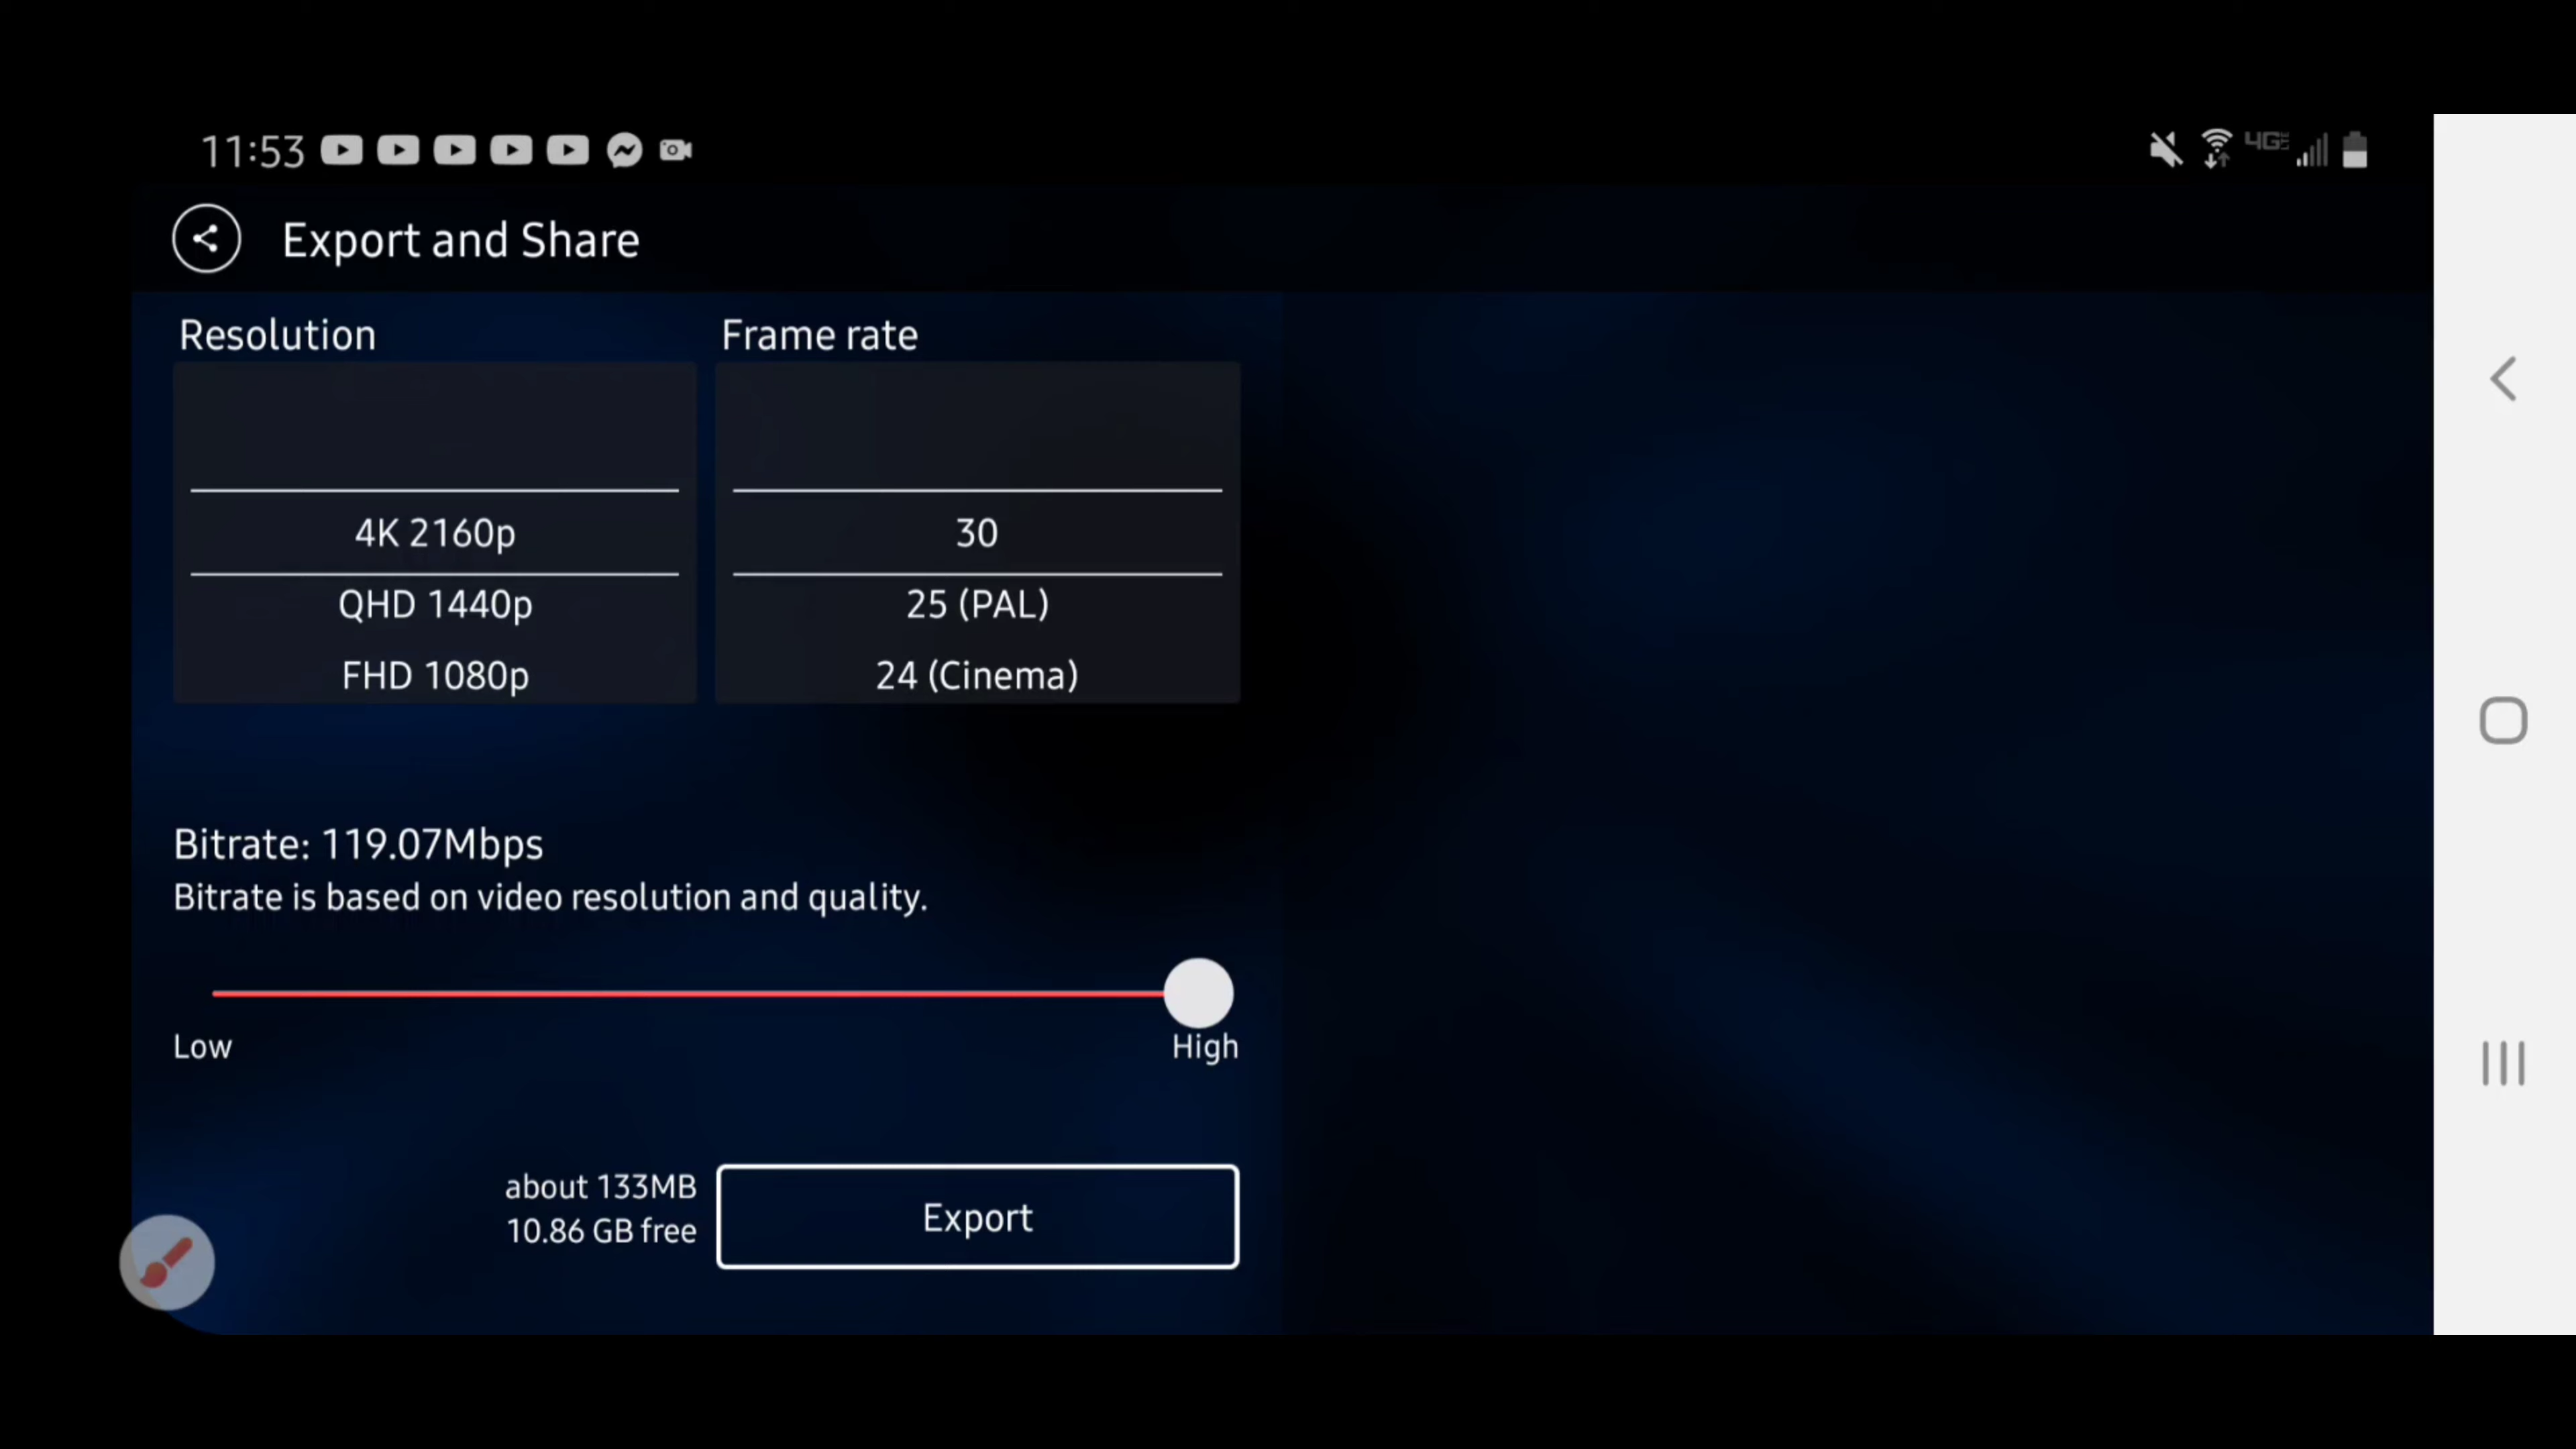 11:53
4G
Export and Share
Resolution
Frame rate
4K 2160p
30
QHD 1440p
25 (PAL)
FHD 1080p
24 (Cinema)
Bitrate: 119.07Mbps
Bitrate is based on video resolution and quality.
Low
High
about 133MB
10.86 GB free
Export